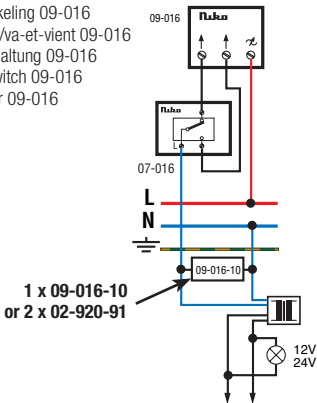 keling 09-016
/va-et-vient 09-016
altung 09-016
witch 09-016
r 09-016
09-016
Niko
Niko
L
07-016
L
N
09-016-10
1 x 09-016-10
or 2 x 02-920-91
12V
24V